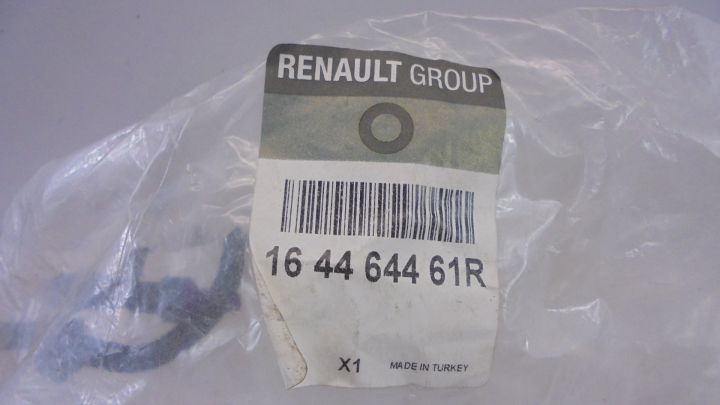 RENAULT GROUP
16 44 644 61R
X1 MADE IN TURKEY